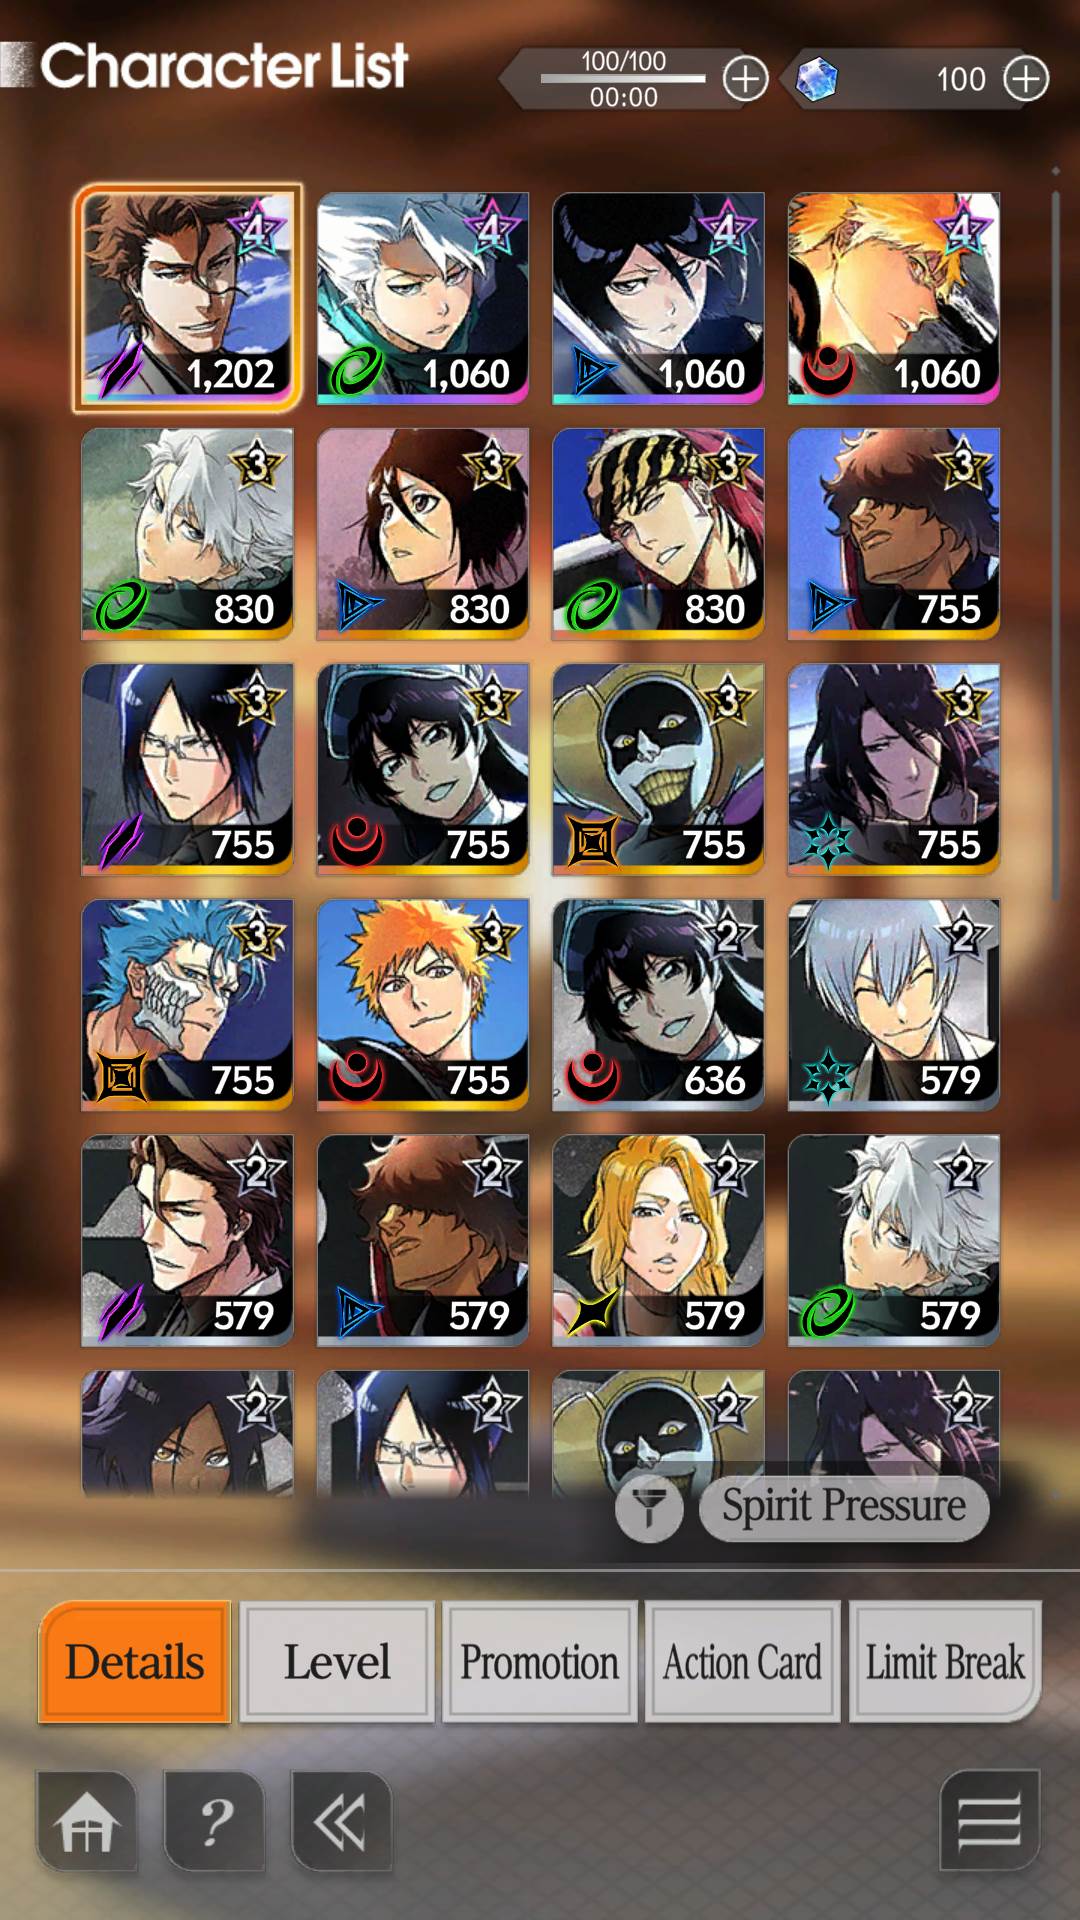 Character List
100/100
00:00
100
4 4 4 4
1,202 1,060 1,060 1,060
3 3 3 3
830 830 830 755
3 3 3 3
755 755 755 755
3 3 2 2
755 755 636 579
2 2 2 2
579 579 579 579
2 2 2 2
Spirit Pressure
Details Level Promotion Action Card Limit Break
?